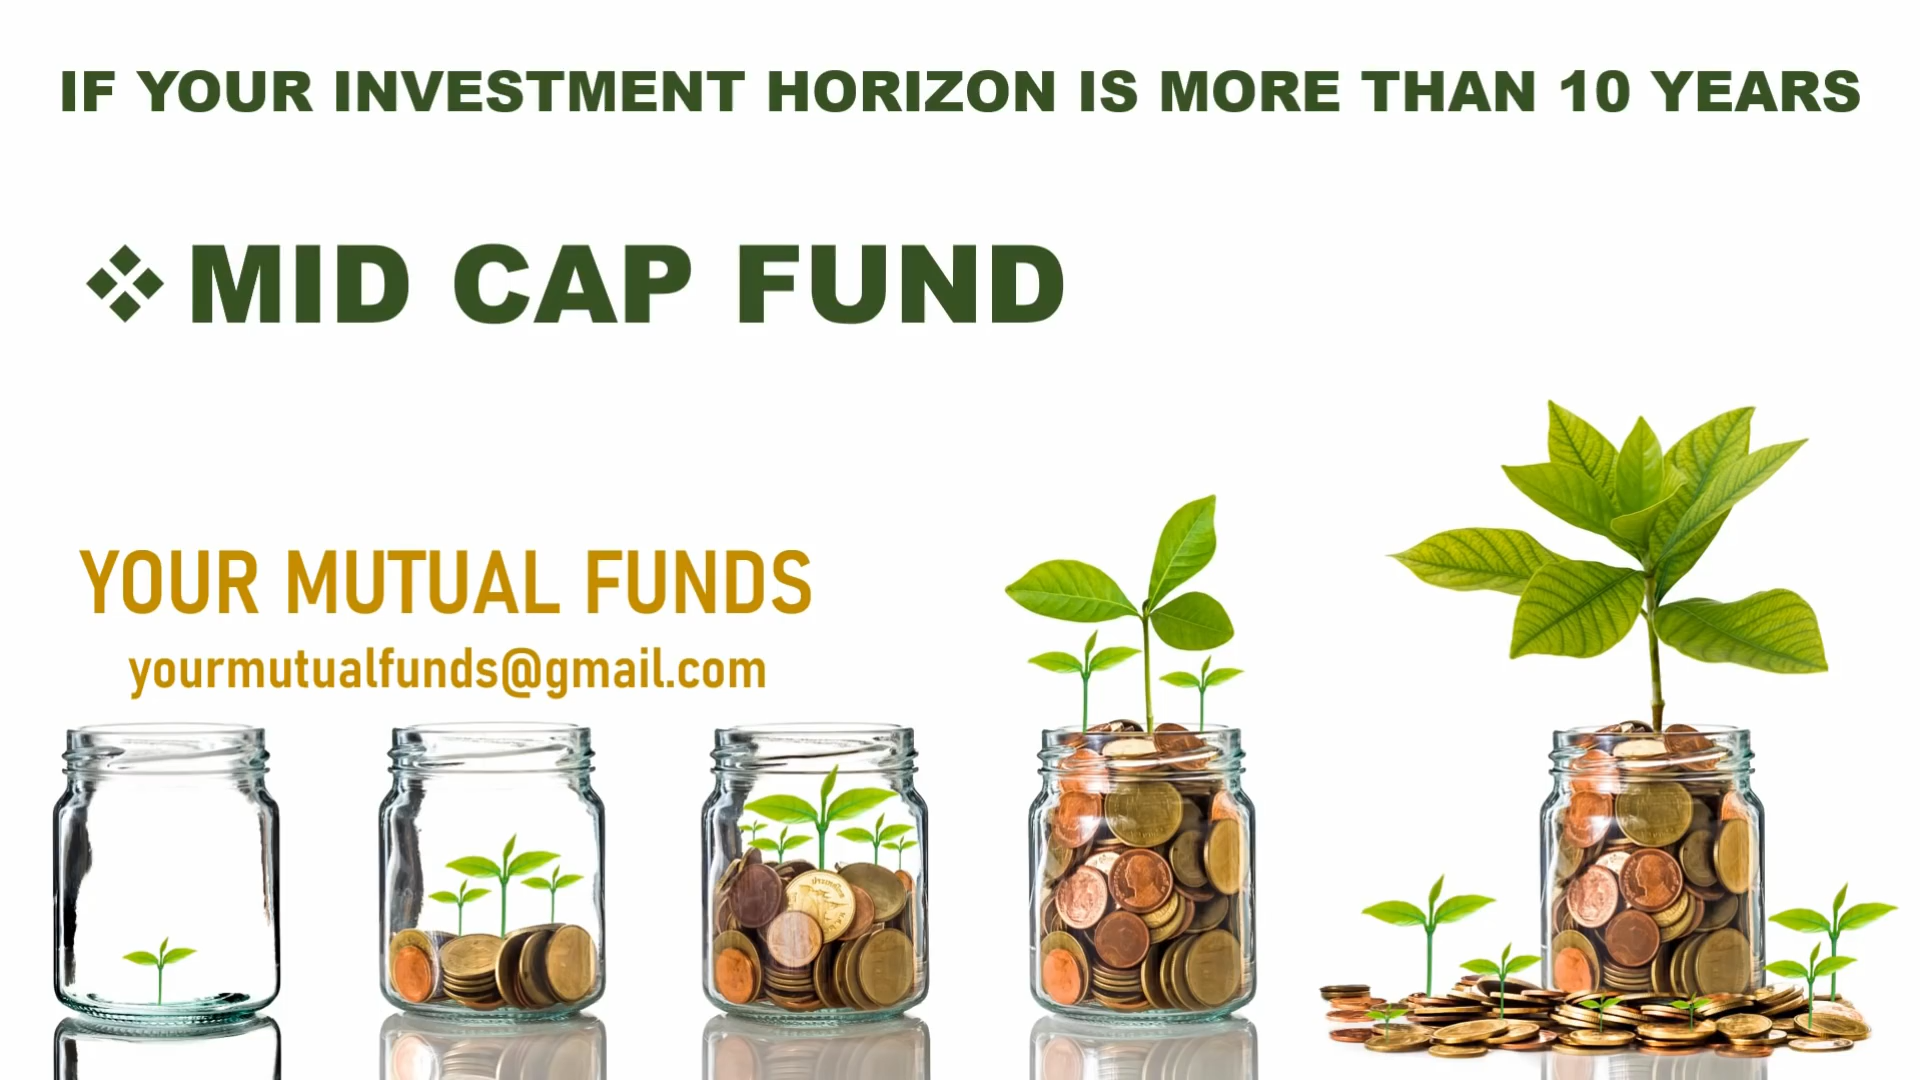 IF YOUR INVESTMENT HORIZON IS MORE THAN 10 YEARS
❖ MID CAP FUND
YOUR MUTUAL FUNDS
yourmutualfunds@gmail.com